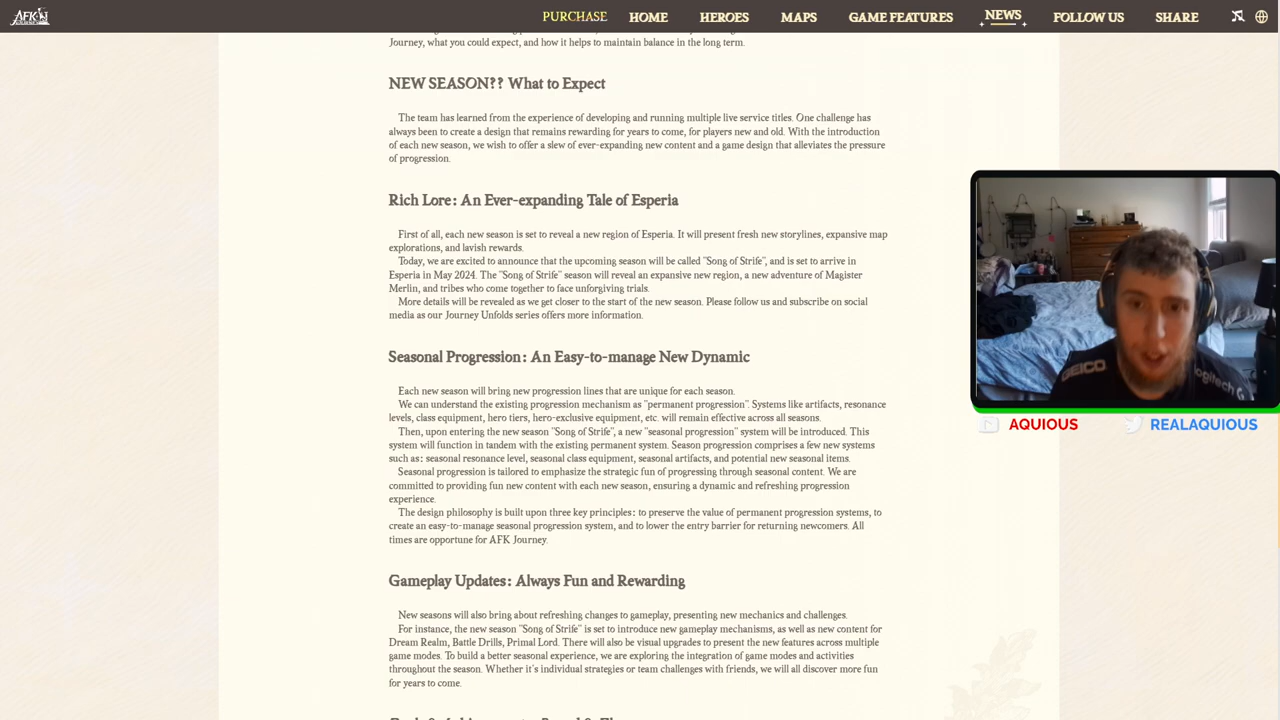 AFK
JOURNEY
PURCHASE
HOME
HEROES
MAPS
GAME FEATURES
NEWS
FOLLOW US
SHARE
Journey, what you could expect, and how it helps to maintain balance in the long term.
NEW SEASON?? What to Expect
The team has learned from the experience of developing and running multiple live service titles. One challenge has
always been to create a design that remains rewarding for years to come, for players new and old. With the introduction
of each new season, we wish to offer a slew of ever-expanding new content and a game design that alleviates the pressure
of progression.
Rich Lore: An Ever-expanding Tale of Esperia
First of all, each new season is set to reveal a new region of Esperia. It will present fresh new storylines, expansive map
explorations, and lavish rewards.
Today, we are excited to announce that the upcoming season will be called "Song of Strife", and is set to arrive in
Esperia in May 2024. The "Song of Strife" season will reveal an expansive new region, a new adventure of Magister
Merlin, and tribes who come together to face unforgiving trials.
More details will be revealed as we get closer to the start of the new season. Please follow us and subscribe on social
media as our Journey Unfolds series offers more information.
Seasonal Progression: An Easy-to-manage New Dynamic
Each new season will bring new progression lines that are unique for each season.
We can understand the existing progression mechanism as "permanent progression". Systems like artifacts, resonance
levels, class equipment, hero tiers, hero-exclusive equipment, etc. will remain effective across all seasons.
Then, upon entering the new season "Song of Strife", a new "seasonal progression" system will be introduced. This
system will function in tandem with the existing permanent system. Season progression comprises a few new systems
such as: seasonal resonance level, seasonal class equipment, seasonal artifacts, and potential new seasonal items.
Seasonal progression is tailored to emphasize the strategic fun of progressing through seasonal content. We are
committed to providing fun new content with each new season, ensuring a dynamic and refreshing progression
experience.
The design philosophy is built upon three key principles: to preserve the value of permanent progression systems, to
create an easy-to-manage seasonal progression system, and to lower the entry barrier for returning newcomers. All
times are opportune for AFK Journey.
Gameplay Updates: Always Fun and Rewarding
New seasons will also bring about refreshing changes to gameplay, presenting new mechanics and challenges.
For instance, the new season "Song of Strife" is set to introduce new gameplay mechanisms, as well as new content for
Dream Realm, Battle Drills, Primal Lord. There will also be visual upgrades to present the new features across multiple
game modes. To build a better seasonal experience, we are exploring the integration of game modes and activities
throughout the season. Whether it's individual strategies or team challenges with friends, we will all discover more fun
for years to come.
GEICO
logitech G
AQUIOUS
REALAQUIOUS